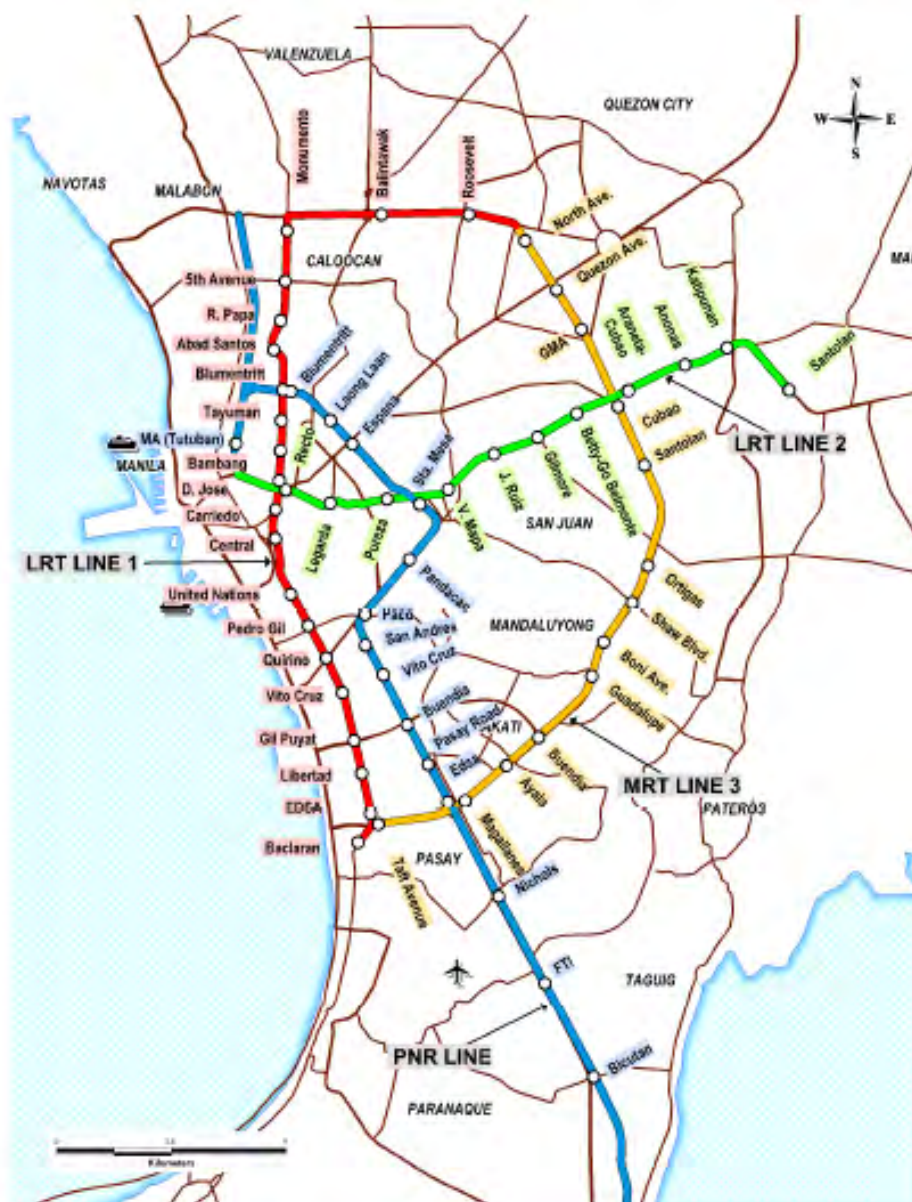 VALENZUELA
QUEZON CITY
N
W
E
S
NAVOTAS
MALABON
Monumento
Balintawak
Roosevelt
North Ave.
CALOOCAN
Quezon Ave.
5th Avenue
R. Papa
Abad Santos
GMA
Araneta-
Cubao
Anonas
Katipunan
Santolan
Blumentritt
Blumentritt
Laong Laan
Espana
Tayuman
Recto
Cubao
Santolan
LRT LINE 2
MA (Tutuban)
MANILA
Bambang
D. Jose
Carriedo
Central
LRT LINE 1
Legarda
Pureza
Sta. Mesa
V. Mapa
J. Ruiz
Gilmore
Betty-Go Belmonte
SAN JUAN
United Nations
Pedro Gil
Quirino
Vito Cruz
Gil Puyat
Libertad
EDSA
Baclaran
Pandacan
Paco
San Andres
Vito Cruz
Buendia
Pasay Road
Edsa
MANDALUYONG
Ortigas
Shaw Blvd.
Boni Ave.
Guadalupe
KATI
Buendia
Ayala
MRT LINE 3
PATEROS
Magallanes
PASAY
Taft Avenue
Nichols
FTI
TAGUIG
PNR LINE
Bicutan
PARANAQUE
Kilometers